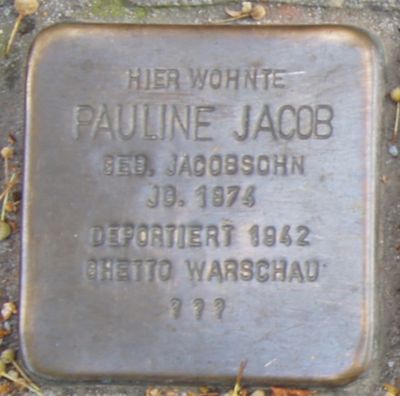 HIER WOHNTE
PAULINE JACOB
GEB. JACOBSOHN
JG. 1874
DEPORTIERT 1942
GHETTO WARSCHAU
? ? ?